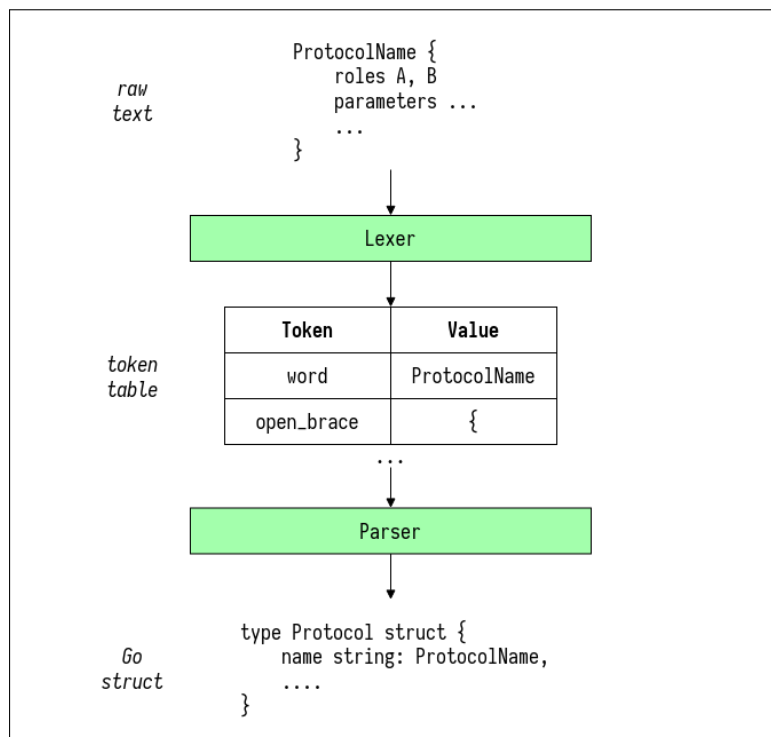 ProtocolName {
roles A, B
parameters ...
...
}
raw
text
Lexer
Token Value
word ProtocolName
open_brace {
...
token
table
Parser
type Protocol struct {
name string: ProtocolName,
....
}
Go
struct